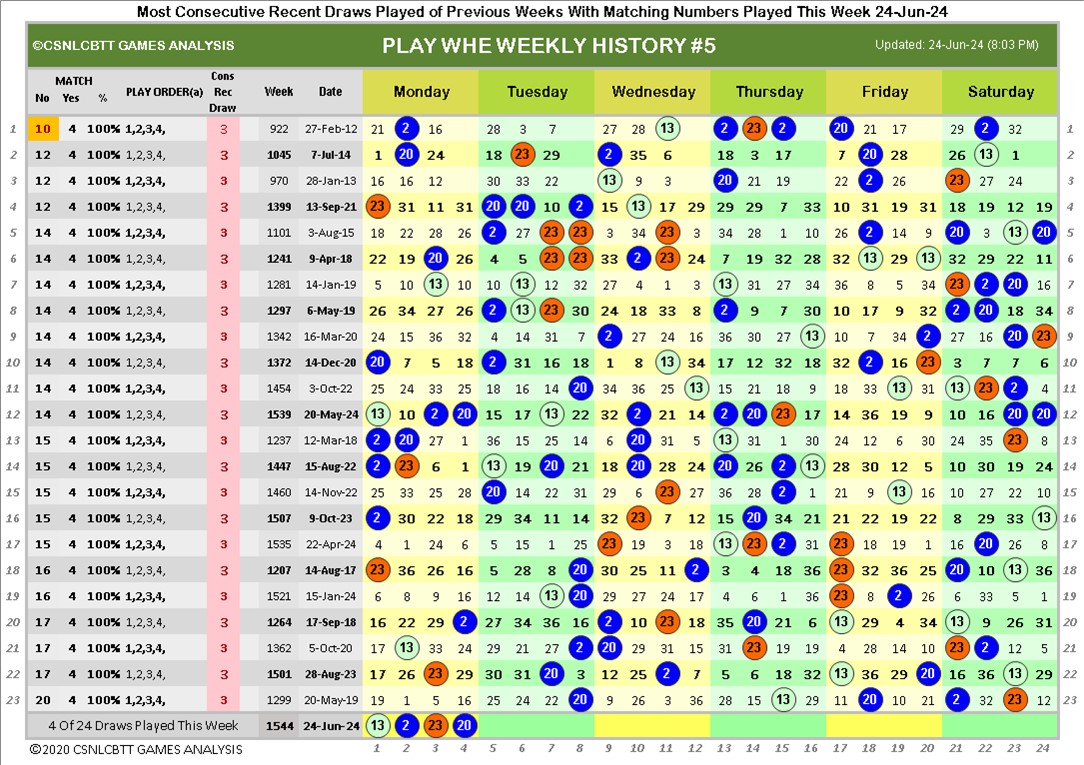 Most Consecutive Recent Draws Played of Previous Weeks With Matching Numbers Played This Week 24-Jun-24
©CSNLCBTT GAMES ANALYSIS PLAY WHE WEEKLY HISTORY #5 Updated: 24-Jun-24 (8:03 PM)
No MATCH Yes % PLAY ORDER(a) Cons Rec Draw Week Date Monday Tuesday Wednesday Thursday Friday Saturday
1 10 4 100% 1,2,3,4, 3 922 27-Feb-12 21 2 16 28 3 7 27 28 13 2 23 2 20 21 17 29 2 32 1
2 12 4 100% 1,2,3,4, 3 1045 7-Jul-14 1 20 24 18 23 29 2 35 6 18 3 17 7 20 28 26 13 1 2
3 12 4 100% 1,2,3,4, 3 970 28-Jan-13 16 16 12 30 33 22 13 9 3 20 21 19 33 2 26 23 27 24 3
4 12 4 100% 1,2,3,4, 3 1399 13-Sep-21 23 31 11 31 20 20 10 2 15 13 17 29 29 29 7 33 10 31 19 31 18 19 12 19 4
5 14 4 100% 1,2,3,4, 3 1101 3-Aug-15 18 22 28 26 2 27 23 23 3 34 23 3 34 28 1 10 26 2 14 9 20 3 13 20 5
6 14 4 100% 1,2,3,4, 3 1241 9-Apr-18 22 19 20 26 4 5 23 23 33 2 23 24 7 19 32 28 32 13 29 13 32 29 22 11 6
7 14 4 100% 1,2,3,4, 3 1281 14-Jan-19 5 10 13 10 10 13 12 32 27 4 1 3 13 31 27 34 36 8 5 34 23 2 20 16 7
8 14 4 100% 1,2,3,4, 3 1297 6-May-19 26 34 27 26 2 13 23 30 24 18 33 8 2 9 7 30 10 17 9 32 2 20 18 34 8
9 14 4 100% 1,2,3,4, 3 1342 16-Mar-20 24 15 36 32 4 14 31 7 2 27 24 16 36 30 27 13 10 7 34 2 27 16 20 23 9
10 14 4 100% 1,2,3,4, 3 1372 14-Dec-20 20 7 5 18 2 31 16 18 1 8 13 34 17 12 32 18 32 2 16 23 3 7 7 6 10
11 14 4 100% 1,2,3,4, 3 1454 3-Oct-22 25 24 33 25 18 16 14 20 34 36 25 13 15 21 18 9 18 33 13 31 13 23 2 4 11
12 14 4 100% 1,2,3,4, 3 1539 20-May-24 13 10 2 20 15 17 13 22 32 2 21 14 2 20 23 17 14 36 19 9 10 16 20 20 12
13 15 4 100% 1,2,3,4, 3 1237 12-Mar-18 2 20 27 1 36 15 25 14 6 20 31 5 13 31 1 30 24 12 6 30 24 35 23 8 13
14 15 4 100% 1,2,3,4, 3 1447 15-Aug-22 2 23 6 1 13 19 20 21 18 20 28 24 20 26 2 13 28 30 12 5 10 30 19 24 14
15 15 4 100% 1,2,3,4, 3 1460 14-Nov-22 25 33 25 28 20 14 22 31 29 6 23 27 36 28 2 1 21 9 13 16 10 27 22 10 15
16 15 4 100% 1,2,3,4, 3 1507 9-Oct-23 2 30 22 18 29 34 11 14 32 23 7 12 15 20 34 21 21 22 19 22 8 29 33 13 16
17 15 4 100% 1,2,3,4, 3 1535 22-Apr-24 4 1 24 6 5 15 1 25 23 19 3 18 13 23 2 31 23 18 19 1 16 20 26 8 17
18 16 4 100% 1,2,3,4, 3 1207 14-Aug-17 23 36 26 16 5 28 8 20 30 25 11 2 3 4 18 36 23 32 36 25 20 10 13 36 18
19 16 4 100% 1,2,3,4, 3 1521 15-Jan-24 6 8 9 16 12 14 13 20 29 27 24 17 4 6 1 36 23 8 2 26 6 33 5 1 19
20 17 4 100% 1,2,3,4, 3 1264 17-Sep-18 16 22 29 2 27 34 36 16 2 10 23 18 35 20 21 6 13 29 4 34 13 9 26 31 20
21 17 4 100% 1,2,3,4, 3 1362 5-Oct-20 17 13 33 24 29 21 27 2 20 29 31 15 31 23 19 19 4 28 14 10 23 2 12 5 21
22 17 4 100% 1,2,3,4, 3 1501 28-Aug-23 17 26 23 29 30 31 20 3 12 25 2 7 5 6 18 32 13 36 29 20 16 22 13 29 22
23 20 4 100% 1,2,3,4, 3 1299 20-May-19 19 1 5 16 25 24 22 20 9 26 3 36 28 15 13 29 11 20 10 21 2 32 23 12 23
4 Of 24 Draws Played This Week 1544 24-Jun-24 13 2 23 20
©2020 CSNLCBTT GAMES ANALYSIS 1 2 3 4 5 6 7 8 9 10 11 12 13 14 15 16 17 18 19 20 21 22 23 24